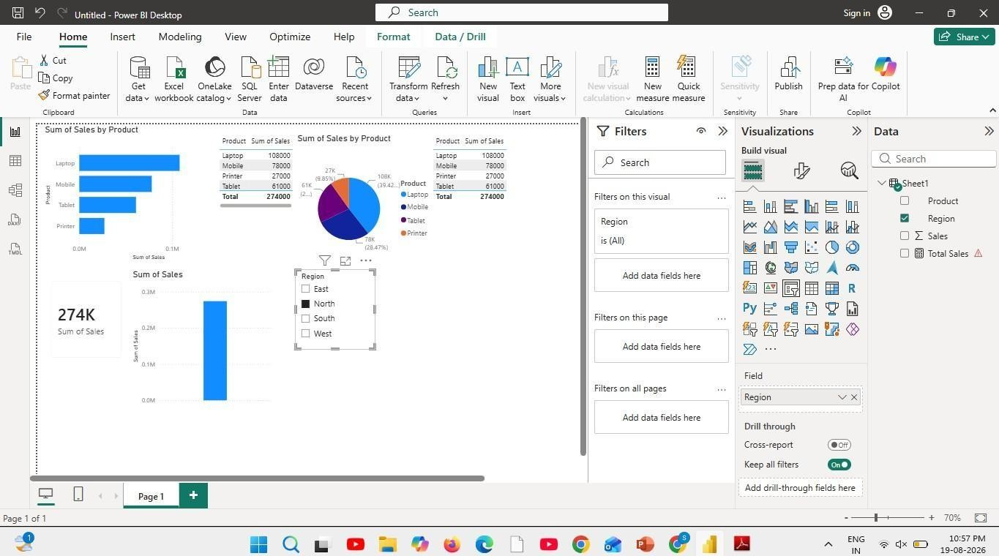 Untitled - Power BI Desktop
Search
Sign in
File
Home
Insert
Modeling
View
Optimize
Help
Format
Data / Drill
Share
Paste
Cut
Copy
Format painter
Clipboard
Get data
Excel workbook
OneLake catalog
SQL Server
Enter data
Dataverse
Recent sources
Data
Transform data
Refresh
Queries
New visual
Text box
More visuals
Insert
New visual calculation
New measure
Quick measure
Calculations
Sensitivity
Sensitivity
Publish
Share
Prep data for AI
Copilot
Copilot
DAX
TMDL
Sum of Sales by Product
Product
Laptop
Mobile
Tablet
Printer
0.0M 0.1M
Sum of Sales
Product Sum of Sales
Laptop 108000
Mobile 78000
Printer 27000
Tablet 61000
Total 274000
Sum of Sales by Product
27K
(9.85%)
108K
(39.42...)
61K
(2...)
78K
(28.47%)
Product
Laptop
Mobile
Tablet
Printer
Product Sum of Sales
Laptop 108000
Mobile 78000
Printer 27000
Tablet 61000
Total 274000
274K
Sum of Sales
Sum of Sales
Sum of Sales
0.3M
0.2M
0.1M
0.0M
Region
East
North
South
West
Filters
Search
Filters on this visual
Region
is (All)
Add data fields here
Filters on this page
Add data fields here
Filters on all pages
Add data fields here
Visualizations
Build visual
123
R
Py
Field
Region
Drill through
Cross-report
Off
Keep all filters
On
Add drill-through fields here
Data
Search
Sheet1
Product
Region
Sales
Total Sales
Page 1
Page 1 of 1
70%
1
S
ENG
IN
10:57 PM
19-08-2026